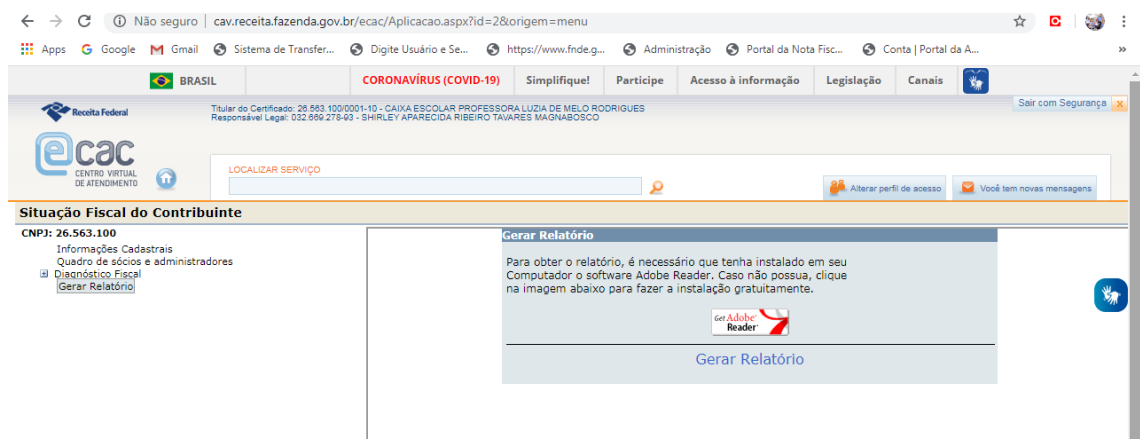 Não seguro | cav.receita.fazenda.gov.br/ecac/Aplicacao.aspx?id=2&origem=menu
Apps Google Gmail Sistema de Transfer... Digite Usuário e Se... https://www.fnde.g... Administração Portal da Nota Fisc... Conta | Portal da A... »
BRASIL CORONAVÍRUS (COVID-19) Simplifique! Participe Acesso à informação Legislação Canais
Receita Federal
Titular do Certificado: 26.563.100/0001-10 - CAIXA ESCOLAR PROFESSORA LUZIA DE MELO RODRIGUES
Responsável Legal: 032.669.278-93 - SHIRLEY APARECIDA RIBEIRO TAVARES MAGNABOSCO
Sair com Segurança x
ecac
CENTRO VIRTUAL
DE ATENDIMENTO
LOCALIZAR SERVIÇO
Alterar perfil de acesso Você tem novas mensagens
Situação Fiscal do Contribuinte
CNPJ: 26.563.100
Informações Cadastrais
Quadro de sócios e administradores
Diagnóstico Fiscal
Gerar Relatório
Gerar Relatório
Para obter o relatório, é necessário que tenha instalado em seu
Computador o software Adobe Reader. Caso não possua, clique
na imagem abaixo para fazer a instalação gratuitamente.
Get Adobe
Reader
Gerar Relatório